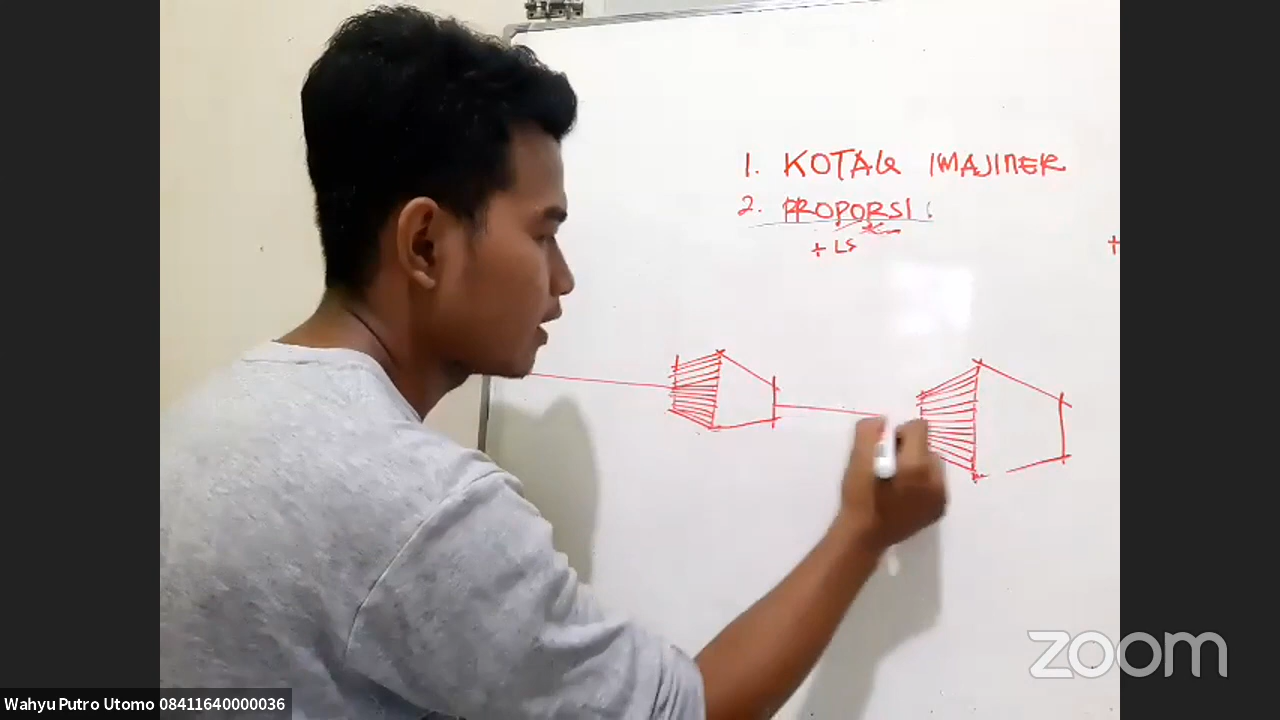 1. KOTAK IMAJINER
2. PROPORSI :
+ LS
+
zoom
Wahyu Putro Utomo 08411640000036